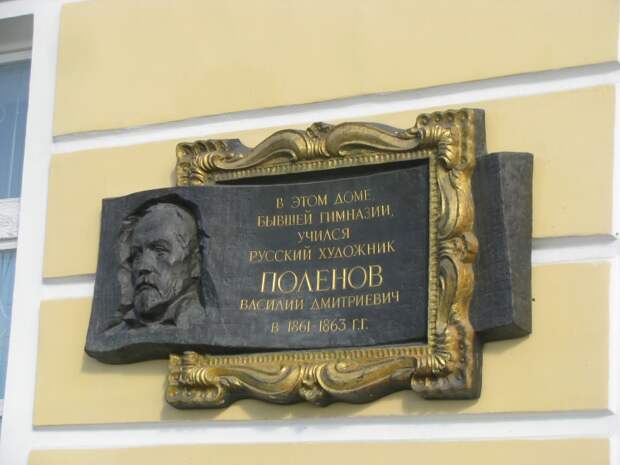 В ЭТОМ ДОМЕ,
БЫВШЕЙ ГИМНАЗИИ,
УЧИЛСЯ
РУССКИЙ ХУДОЖНИК
ПОЛЕНОВ
ВАСИЛИЙ ДМИТРИЕВИЧ
В 1861-1863 Г.Г.